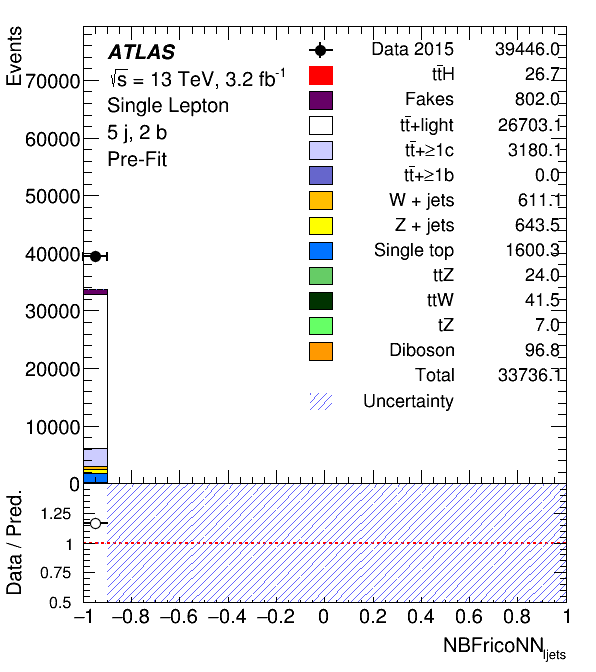 Events
70000
60000
50000
40000
30000
20000
10000
0
ATLAS
√s = 13 TeV, 3.2 fb⁻¹
Single Lepton
5 j, 2 b
Pre-Fit
Data 2015 39446.0
tt̄H 26.7
Fakes 802.0
tt̄+light 26703.1
tt̄+≥1c 3180.1
tt̄+≥1b 0.0
W + jets 611.1
Z + jets 643.5
Single top 1600.3
ttZ 24.0
ttW 41.5
tZ 7.0
Diboson 96.8
Total 33736.1
Uncertainty
Data / Pred.
1.25
1
0.75
0.5
−1 −0.8 −0.6 −0.4 −0.2 0 0.2 0.4 0.6 0.8 1
NBFricoNN_ljets